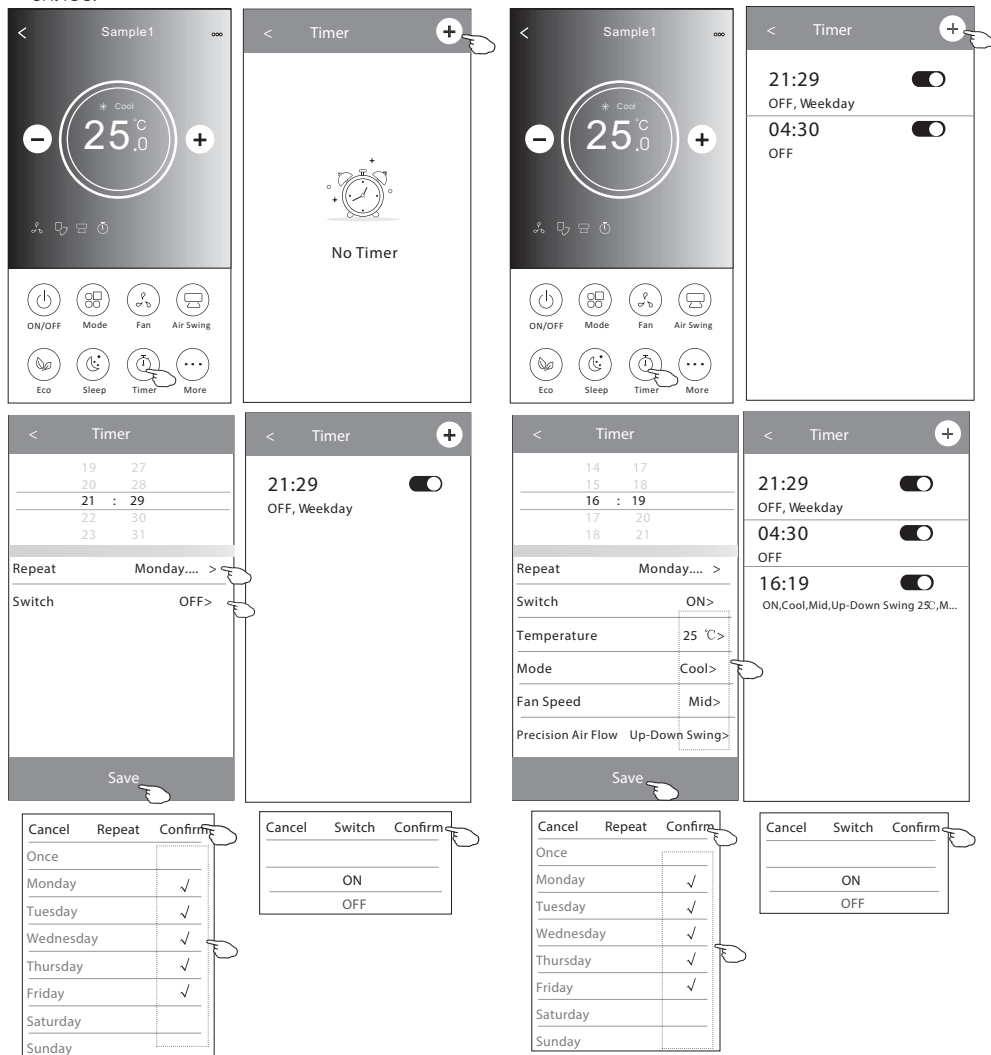 < Sample1 ooo
* Cool
25.0 °C
− +
ON/OFF Mode Fan Air Swing
Eco Sleep Timer More
< Timer +
No Timer
< Sample1 ooo
* Cool
25.0 °C
− +
ON/OFF Mode Fan Air Swing
Eco Sleep Timer More
< Timer +
21:29
OFF, Weekday
04:30
OFF
< Timer
19 27
20 28
21 : 29
22 30
23 31
Repeat Monday.... >
Switch OFF>
Save
< Timer +
21:29
OFF, Weekday
< Timer
14 17
15 18
16 : 19
17 20
18 21
Repeat Monday.... >
Switch ON>
Temperature 25 ℃>
Mode Cool>
Fan Speed Mid>
Precision Air Flow Up-Down Swing>
Save
< Timer +
21:29
OFF, Weekday
04:30
OFF
16:19
ON,Cool,Mid,Up-Down Swing 25℃,M...
Cancel Repeat Confirm
Once
Monday √
Tuesday √
Wednesday √
Thursday √
Friday √
Saturday
Sunday
Cancel Switch Confirm
ON
OFF
Cancel Repeat Confirm
Once
Monday √
Tuesday √
Wednesday √
Thursday √
Friday √
Saturday
Sunday
Cancel Switch Confirm
ON
OFF